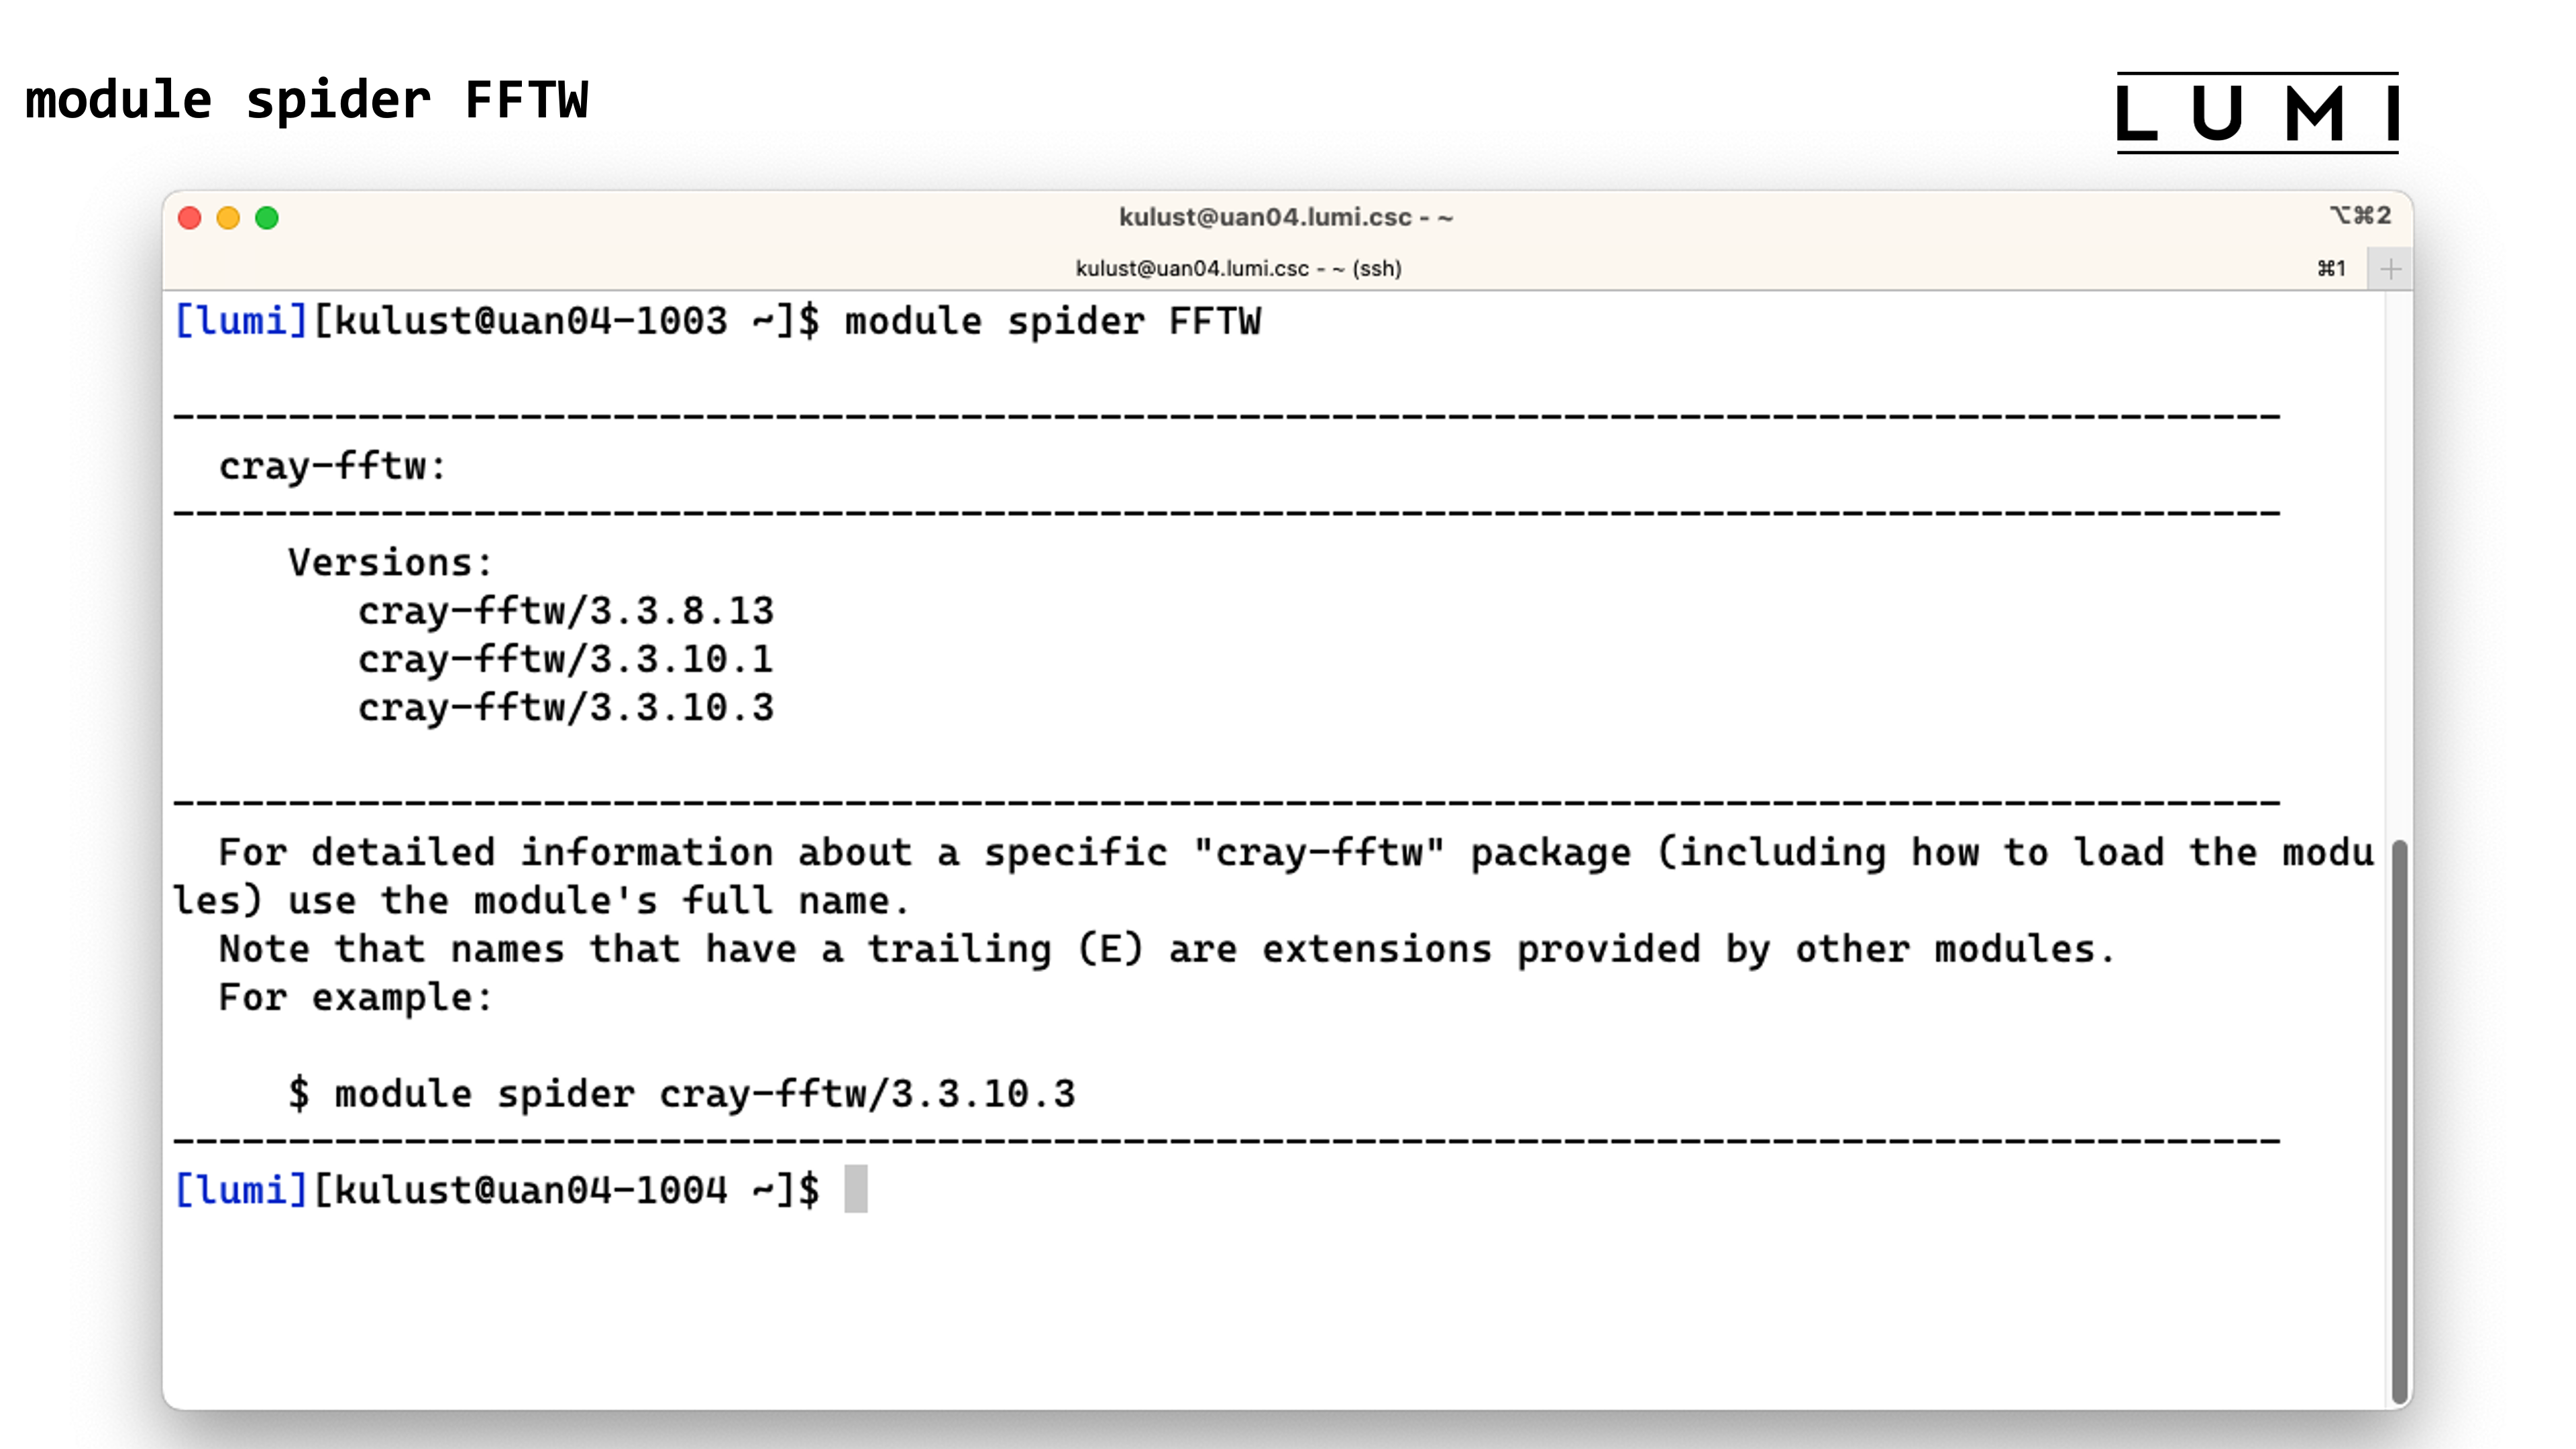 module spider FFTW
LUMI
kulust@uan04.lumi.csc - ~
⌥⌘2
kulust@uan04.lumi.csc - ~ (ssh)
⌘1
[lumi][kulust@uan04-1003 ~]$ module spider FFTW
-----------------------------------------------------------------------------------------------
cray-fftw:
-----------------------------------------------------------------------------------------------
Versions:
cray-fftw/3.3.8.13
cray-fftw/3.3.10.1
cray-fftw/3.3.10.3
-----------------------------------------------------------------------------------------------
For detailed information about a specific "cray-fftw" package (including how to load the modu
les) use the module's full name.
Note that names that have a trailing (E) are extensions provided by other modules.
For example:
$ module spider cray-fftw/3.3.10.3
-----------------------------------------------------------------------------------------------
[lumi][kulust@uan04-1004 ~]$